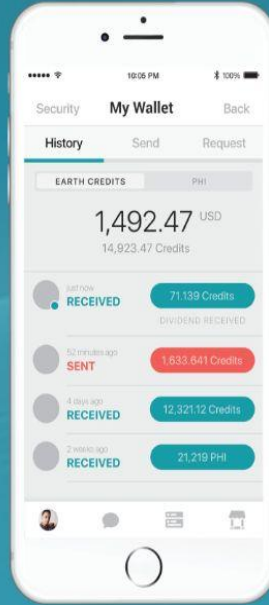 10:05 PM 100%
Security My Wallet Back
History Send Request
EARTH CREDITS PHI
1,492.47 USD
14,923.47 Credits
just now
RECEIVED 71.139 Credits
DIVIDEND RECEIVED
52 minutes ago
SENT 1,633.641 Credits
4 days ago
RECEIVED 12,321.12 Credits
2 weeks ago
RECEIVED 21,219 PHI